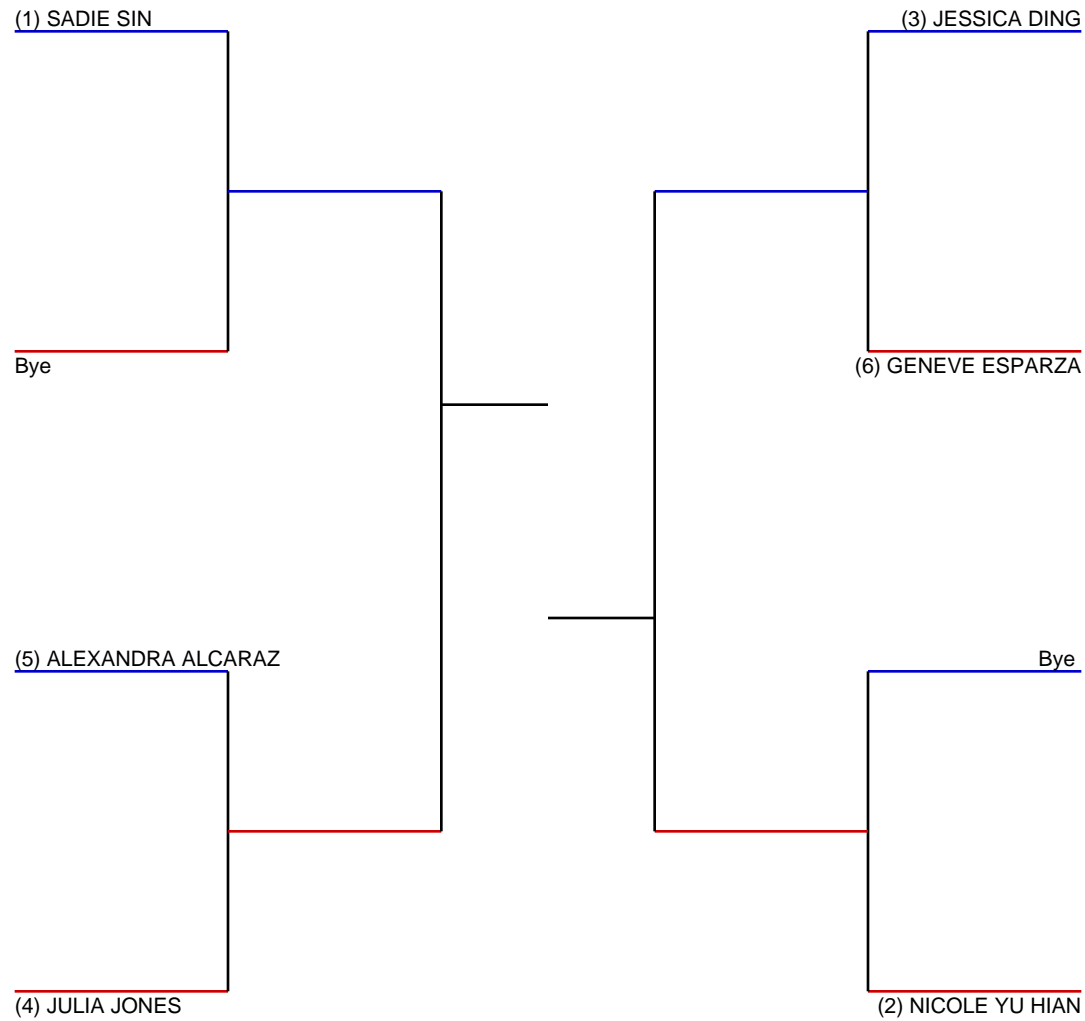 (1) SADIE SIN
(3) JESSICA DING
Bye
(6) GENEVE ESPARZA
(5) ALEXANDRA ALCARAZ
Bye
(4) JULIA JONES
(2) NICOLE YU HIAN